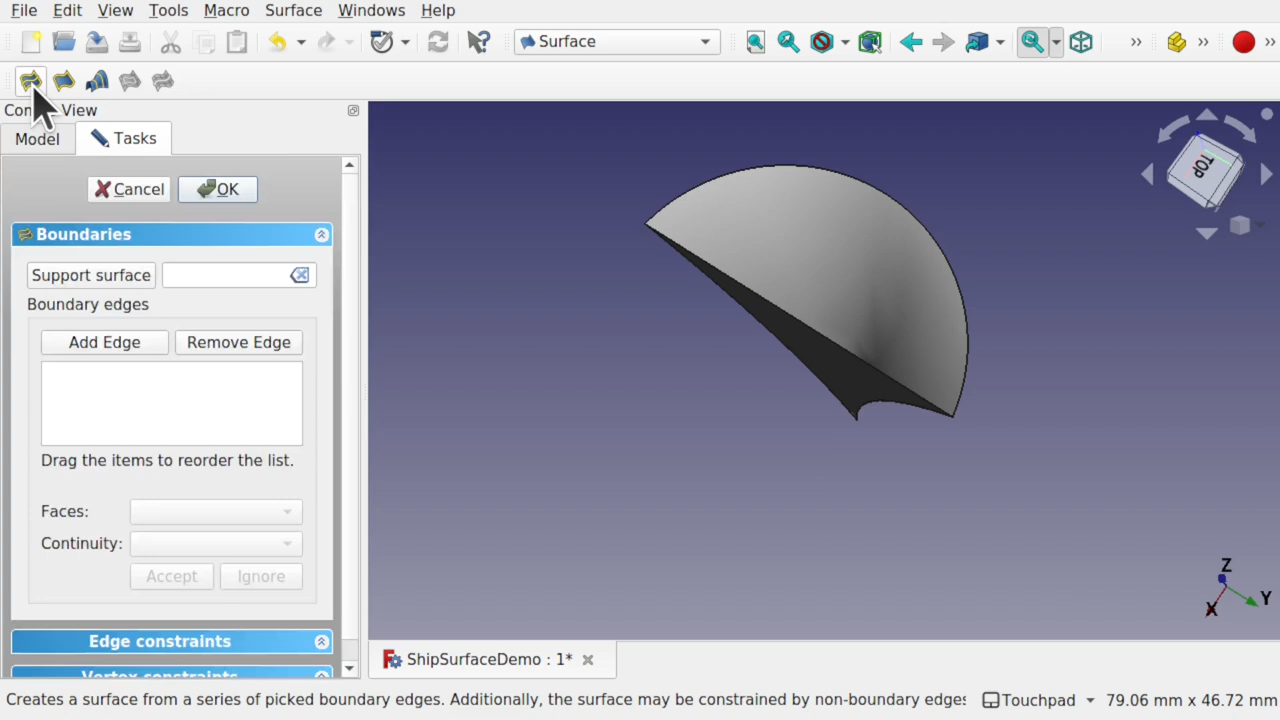 File Edit View Tools Macro Surface Windows Help
Surface
View
Model Tasks
Cancel OK
Boundaries
Support surface
Boundary edges
Add Edge Remove Edge
Drag the items to reorder the list.
Faces:
Continuity:
Accept Ignore
Edge constraints
Vertex constraints
TOP
Z
Y
X
ShipSurfaceDemo : 1*
Creates a surface from a series of picked boundary edges. Additionally, the surface may be constrained by non-boundary edges
Touchpad 79.06 mm x 46.72 mm